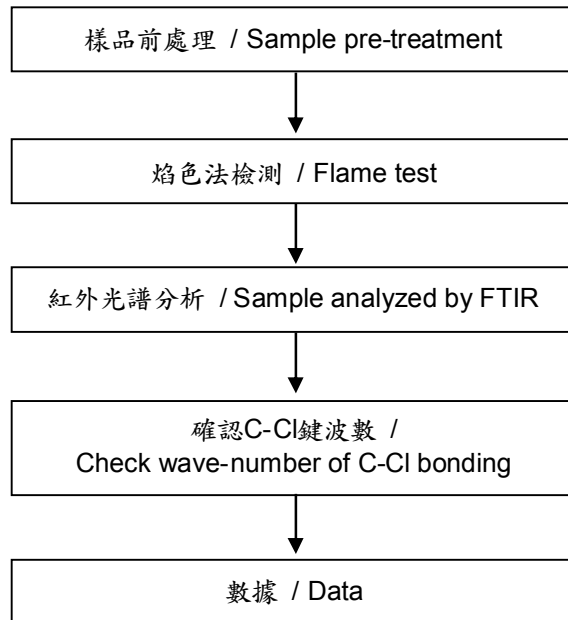 樣品前處理 / Sample pre-treatment
焰色法檢測 / Flame test
紅外光譜分析 / Sample analyzed by FTIR
確認C-Cl鍵波數 /
Check wave-number of C-Cl bonding
數據 / Data